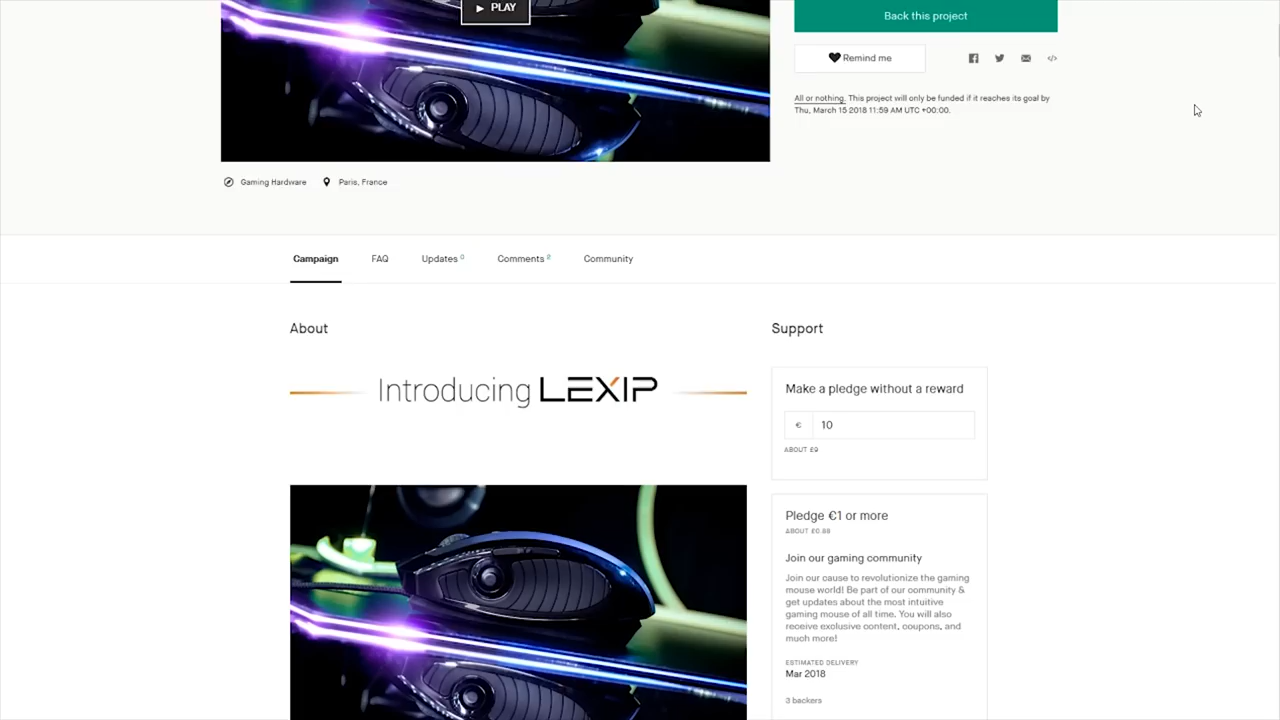 PLAY
Back this project
Remind me
All or nothing. This project will only be funded if it reaches its goal by
Thu, March 15 2018 11:59 AM UTC +00:00.
Gaming Hardware Paris, France
Campaign FAQ Updates 0 Comments 2 Community
About
Support
Introducing LEXIP
Make a pledge without a reward
€ 10
ABOUT £9
Pledge €1 or more
ABOUT £0.89
Join our gaming community
Join our cause to revolutionize the gaming
mouse world! Be part of our community &
get updates about the most intuitive
gaming mouse of all time. You will also
receive exclusive content, coupons, and
much more!
ESTIMATED DELIVERY
Mar 2018
3 backers